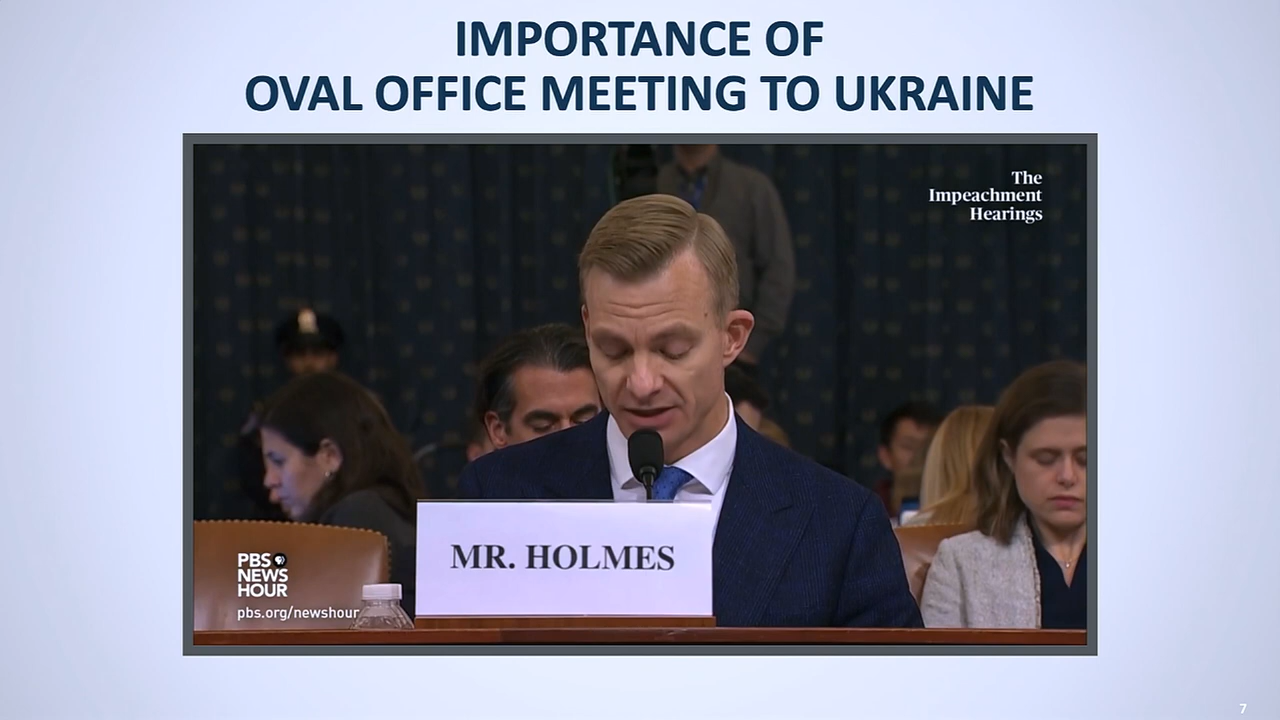 IMPORTANCE OF
OVAL OFFICE MEETING TO UKRAINE
The
Impeachment
Hearings
MR. HOLMES
PBS
NEWS
HOUR
pbs.org/newshour
7